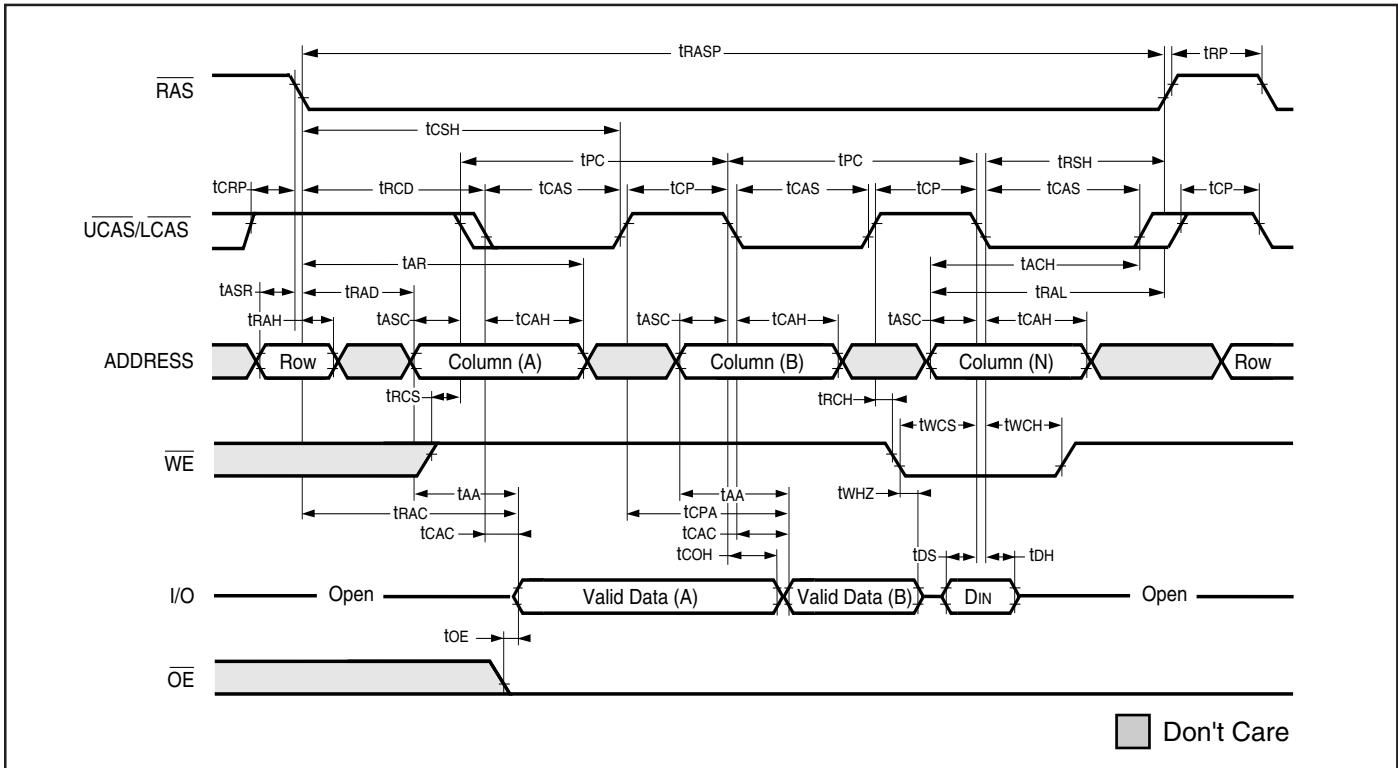 tRASP
tRP
RAS
tCSH
tPC
tPC
tRSH
tCRP
tRCD
tCAS
tCP
tCAS
tCP
tCAS
tCP
UCAS/LCAS
tAR
tACH
tASR
tRAD
tRAL
tRAH
tASC
tCAH
tASC
tCAH
tASC
tCAH
ADDRESS
Row
Column (A)
Column (B)
Column (N)
Row
tRCS
tRCH
tWCS
tWCH
WE
tAA
tAA
tWHZ
tRAC
tCPA
tCAC
tCAC
tCOH
tDS
tDH
I/O
Open
Valid Data (A)
Valid Data (B)
DIN
Open
tOE
OE
Don't Care